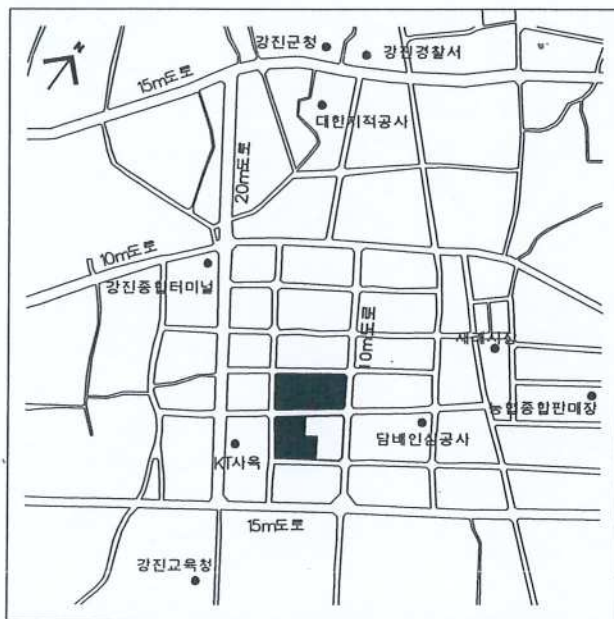 N
강진군청
강진경찰서
15m도로
대한지적공사
20m도로
10m도로
강진종합터미널
10m도로
재래시장
농협종합판매장
담배인삼공사
KT사옥
15m도로
강진교육청